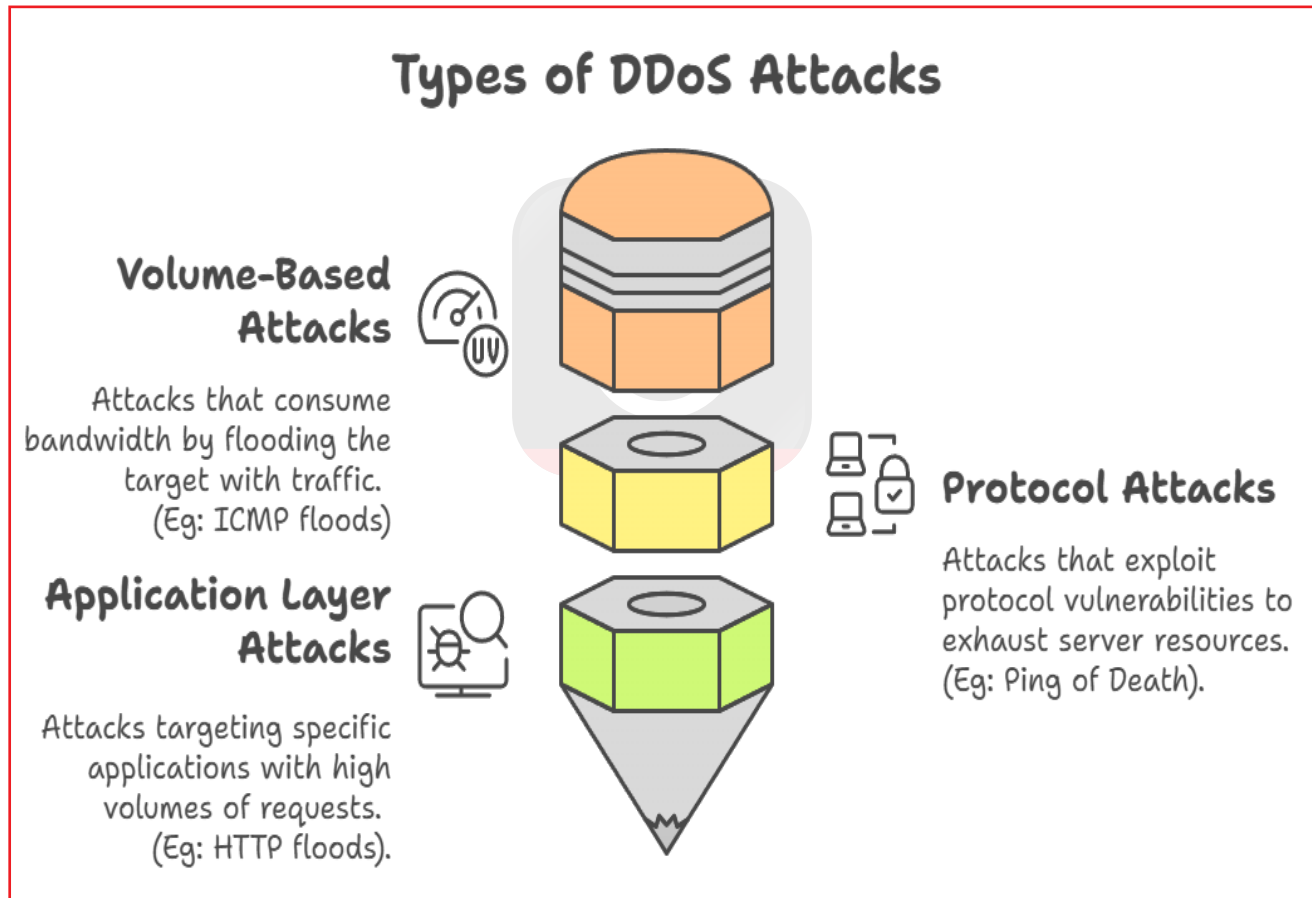 Types of DDoS Attacks
Volume-Based
Attacks
UV
Attacks that consume
bandwidth by flooding the
target with traffic.
(Eg: ICMP floods)
Protocol Attacks
Attacks that exploit
protocol vulnerabilities to
exhaust server resources.
(Eg: Ping of Death).
Application Layer
Attacks
Attacks targeting specific
applications with high
volumes of requests.
(Eg: HTTP floods).